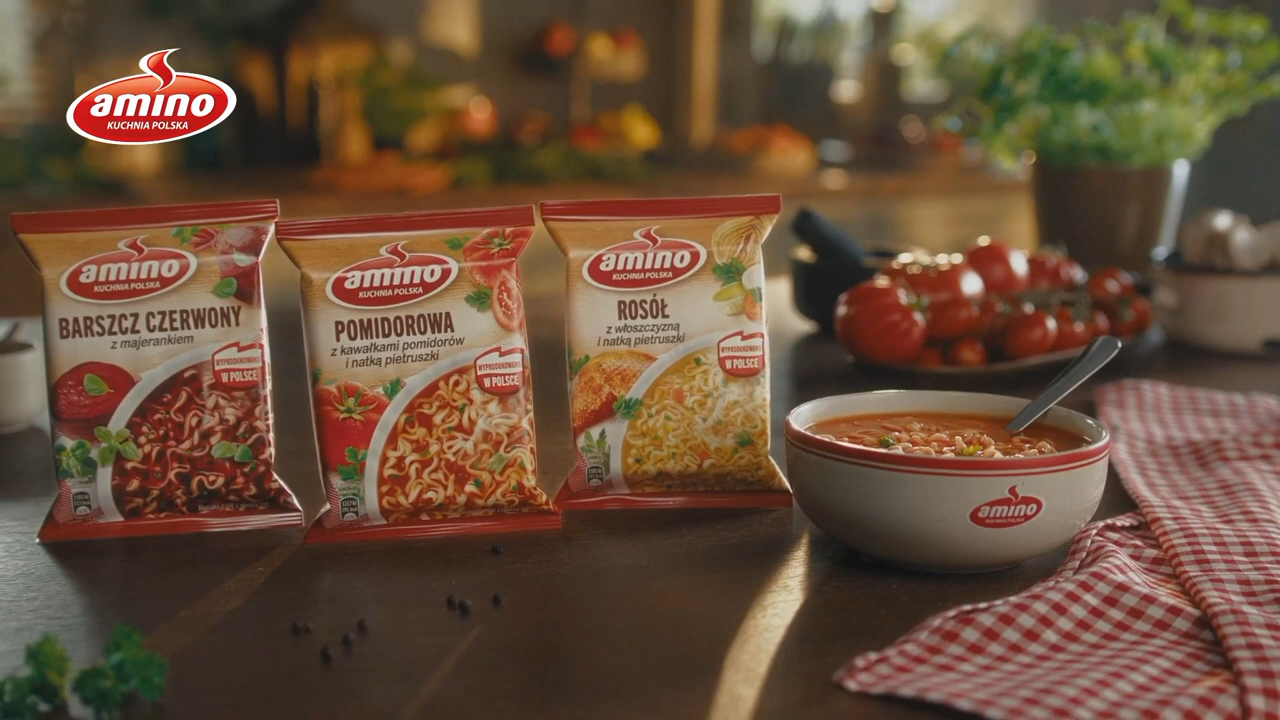 amino
KUCHNIA POLSKA
amino
KUCHNIA POLSKA
BARSZCZ CZERWONY
z majerankiem
WYPRODUKOWANO
W POLSCE
amino
KUCHNIA POLSKA
POMIDOROWA
z kawałkami pomidorów
i natką pietruszki
WYPRODUKOWANO
W POLSCE
amino
KUCHNIA POLSKA
ROSÓŁ
z włoszczyzną
i natką pietruszki
WYPRODUKOWANO
W POLSCE
amino
KUCHNIA POLSKA